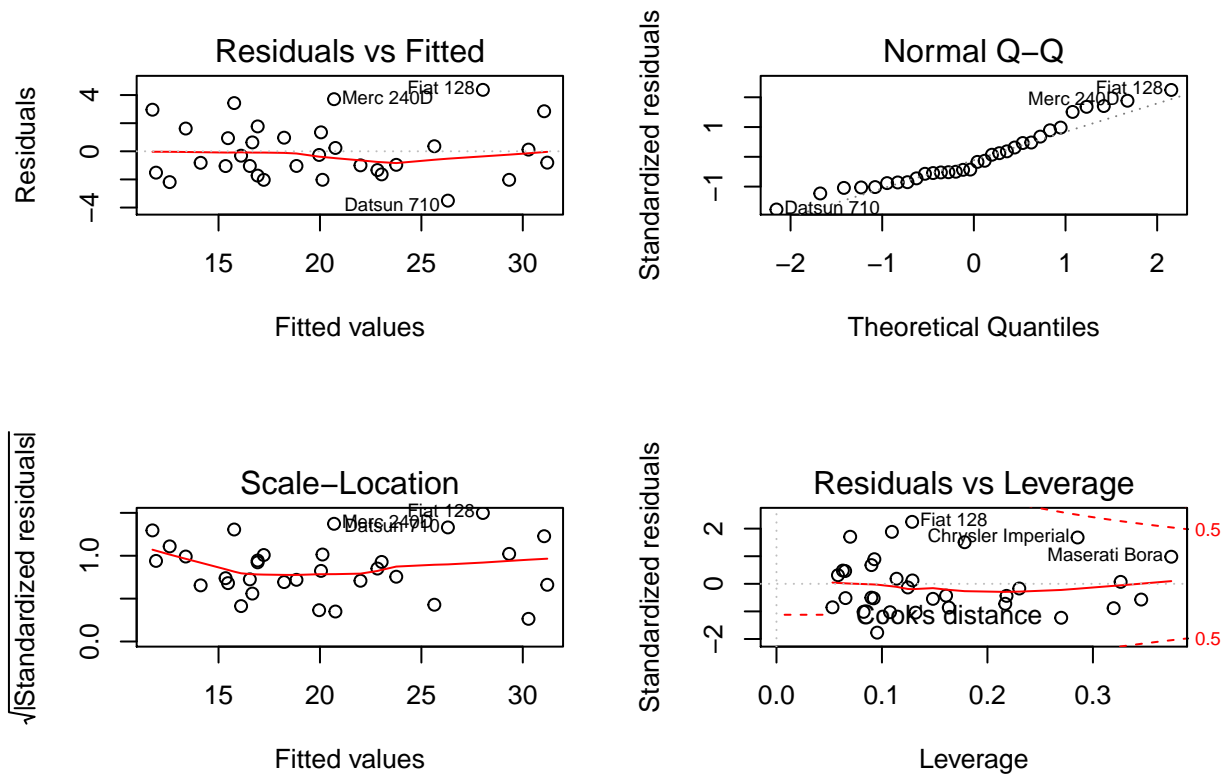 Residuals vs Fitted
Residuals
4
0
−4
Fiat 128
Merc 240D
Datsun 710
15 20 25 30
Fitted values
Normal Q−Q
Standardized residuals
1
−1
Fiat 128
Merc 240D
Datsun 710
−2 −1 0 1 2
Theoretical Quantiles
Scale−Location
√|Standardized residuals|
1.0
0.0
Fiat 128
Merc 240D
Datsun 710
15 20 25 30
Fitted values
Residuals vs Leverage
Standardized residuals
2
0
−2
Fiat 128
Chrysler Imperial
Maserati Bora
Cook's distance
0.5
0.5
0.0 0.1 0.2 0.3
Leverage